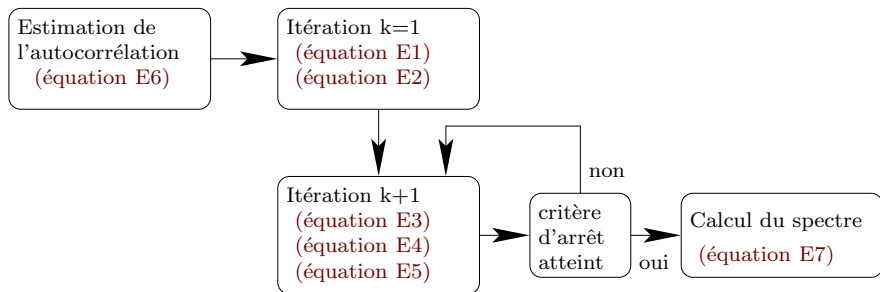 Estimation de
l'autocorrélation
(équation E6)
Itération k=1
(équation E1)
(équation E2)
Itération k+1
(équation E3)
(équation E4)
(équation E5)
non
critère
d'arrêt
atteint
oui
Calcul du spectre
(équation E7)